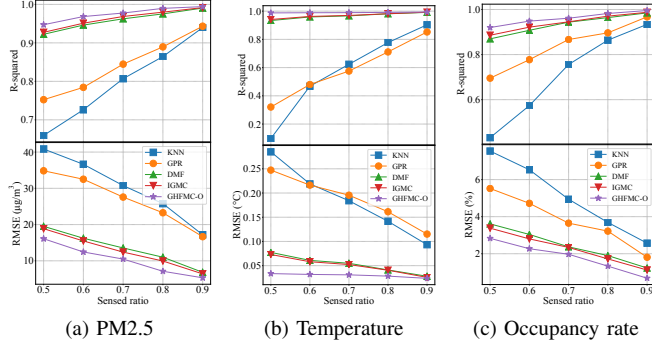 1.0
0.9
0.8
0.7
R-squared
40
30
20
10
RMSE (μg/m³)
KNN
GPR
DMF
IGMC
GHFMC-O
0.5 0.6 0.7 0.8 0.9
Sensed ratio
(a) PM2.5
1.0
0.8
0.6
0.4
0.2
R-squared
0.25
0.20
0.15
0.10
0.05
RMSE (°C)
KNN
GPR
DMF
IGMC
GHFMC-O
0.5 0.6 0.7 0.8 0.9
Sensed ratio
(b) Temperature
1.0
0.8
0.6
R-squared
6
4
2
RMSE (%)
KNN
GPR
DMF
IGMC
GHFMC-O
0.5 0.6 0.7 0.8 0.9
Sensed ratio
(c) Occupancy rate